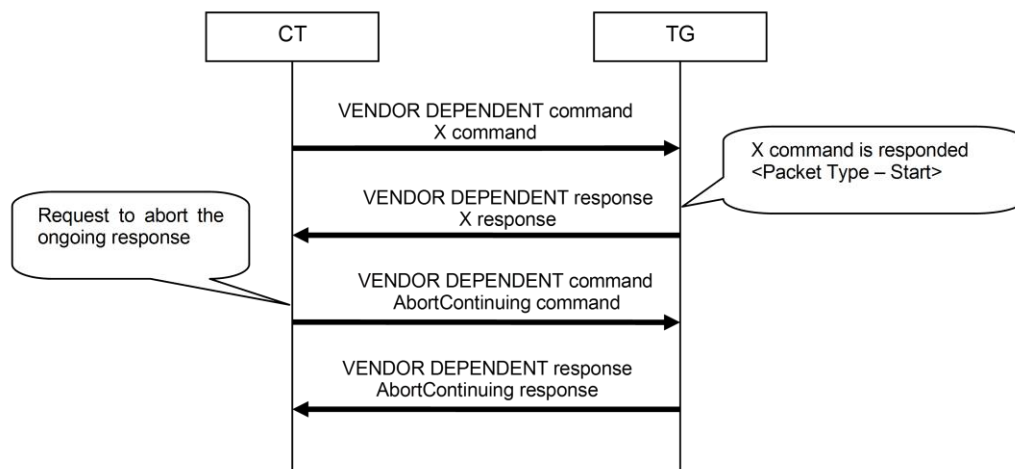 CT
TG
VENDOR DEPENDENT command
X command
X command is responded
<Packet Type – Start>
VENDOR DEPENDENT response
X response
Request to abort the
ongoing response
VENDOR DEPENDENT command
AbortContinuing command
VENDOR DEPENDENT response
AbortContinuing response